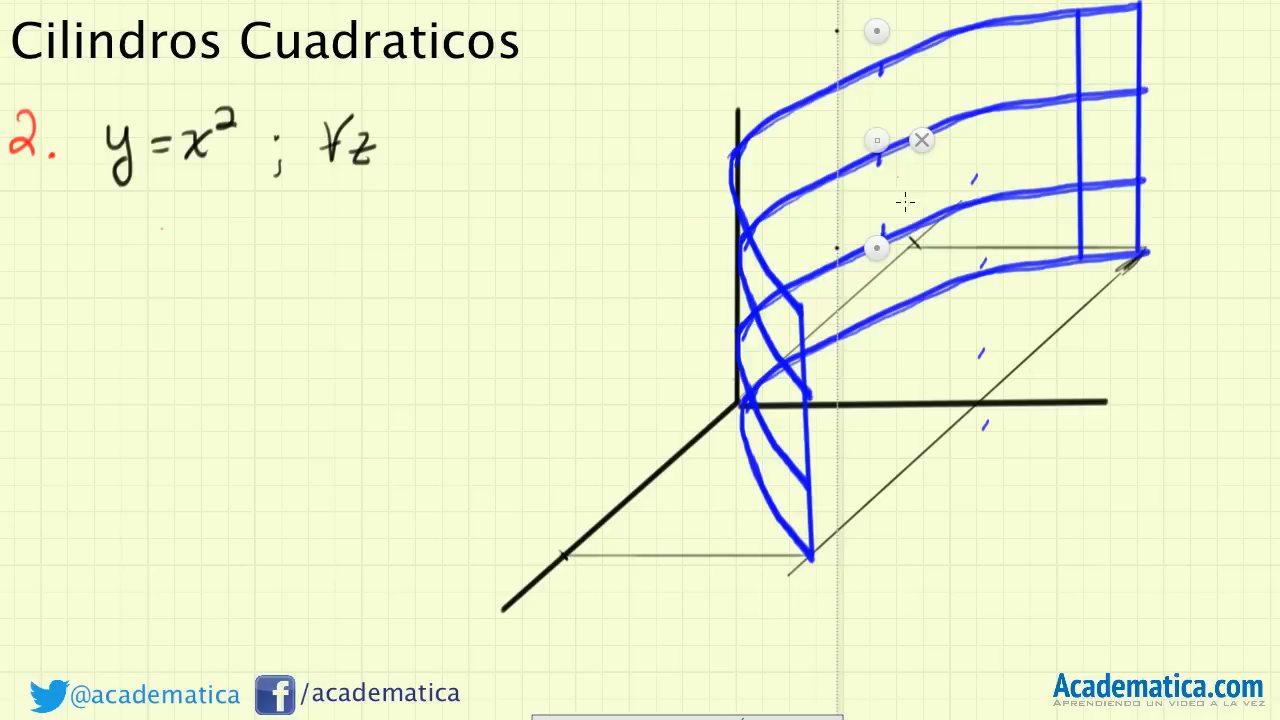 Cilindros Cuadraticos
2. y = x² ; ∀z
@academatica /academatica
Academatica.com
APRENDIENDO UN VIDEO A LA VEZ